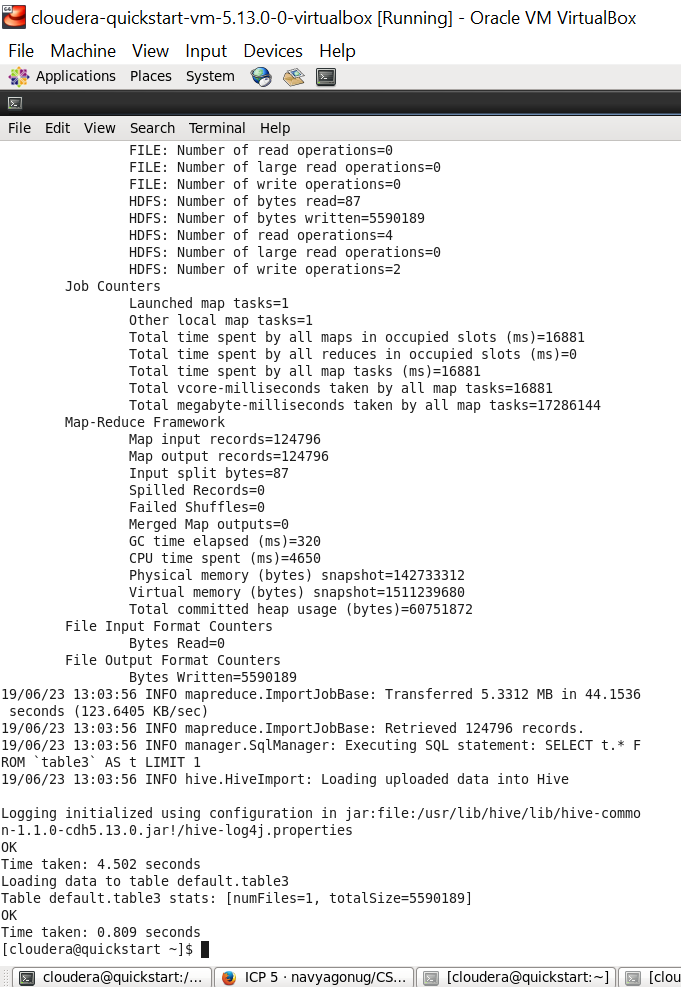 cloudera-quickstart-vm-5.13.0-0-virtualbox [Running] - Oracle VM VirtualBox
File Machine View Input Devices Help
Applications Places System
File Edit View Search Terminal Help
FILE: Number of read operations=0
FILE: Number of large read operations=0
FILE: Number of write operations=0
HDFS: Number of bytes read=87
HDFS: Number of bytes written=5590189
HDFS: Number of read operations=4
HDFS: Number of large read operations=0
HDFS: Number of write operations=2
Job Counters
Launched map tasks=1
Other local map tasks=1
Total time spent by all maps in occupied slots (ms)=16881
Total time spent by all reduces in occupied slots (ms)=0
Total time spent by all map tasks (ms)=16881
Total vcore-milliseconds taken by all map tasks=16881
Total megabyte-milliseconds taken by all map tasks=17286144
Map-Reduce Framework
Map input records=124796
Map output records=124796
Input split bytes=87
Spilled Records=0
Failed Shuffles=0
Merged Map outputs=0
GC time elapsed (ms)=320
CPU time spent (ms)=4650
Physical memory (bytes) snapshot=142733312
Virtual memory (bytes) snapshot=1511239680
Total committed heap usage (bytes)=60751872
File Input Format Counters
Bytes Read=0
File Output Format Counters
Bytes Written=5590189
19/06/23 13:03:56 INFO mapreduce.ImportJobBase: Transferred 5.3312 MB in 44.1536
seconds (123.6405 KB/sec)
19/06/23 13:03:56 INFO mapreduce.ImportJobBase: Retrieved 124796 records.
19/06/23 13:03:56 INFO manager.SqlManager: Executing SQL statement: SELECT t.* F
ROM `table3` AS t LIMIT 1
19/06/23 13:03:56 INFO hive.HiveImport: Loading uploaded data into Hive
Logging initialized using configuration in jar:file:/usr/lib/hive/lib/hive-commo
n-1.1.0-cdh5.13.0.jar!/hive-log4j.properties
OK
Time taken: 4.502 seconds
Loading data to table default.table3
Table default.table3 stats: [numFiles=1, totalSize=5590189]
OK
Time taken: 0.809 seconds
[cloudera@quickstart ~]$
cloudera@quickstart:/... ICP 5 · navyagonug/CS... [cloudera@quickstart:~] [clou